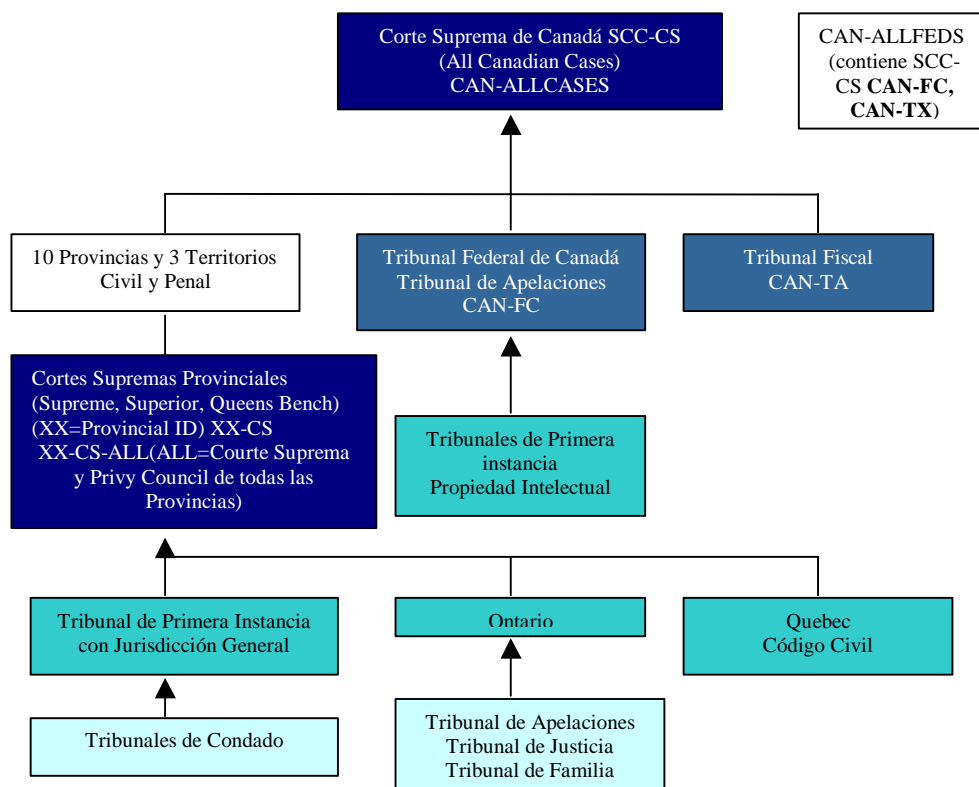 Corte Suprema de Canadá SCC-CS
(All Canadian Cases)
CAN-ALLCASES
CAN-ALLFEDS
(contiene SCC-
CS CAN-FC,
CAN-TX)
10 Provincias y 3 Territorios
Civil y Penal
Tribunal Federal de Canadá
Tribunal de Apelaciones
CAN-FC
Tribunal Fiscal
CAN-TA
Cortes Supremas Provinciales
(Supreme, Superior, Queens Bench)
(XX=Provincial ID) XX-CS
XX-CS-ALL(ALL=Courte Suprema
y Privy Council de todas las
Provincias)
Tribunales de Primera
instancia
Propiedad Intelectual
Tribunal de Primera Instancia
con Jurisdicción General
Ontario
Quebec
Código Civil
Tribunales de Condado
Tribunal de Apelaciones
Tribunal de Justicia
Tribunal de Familia